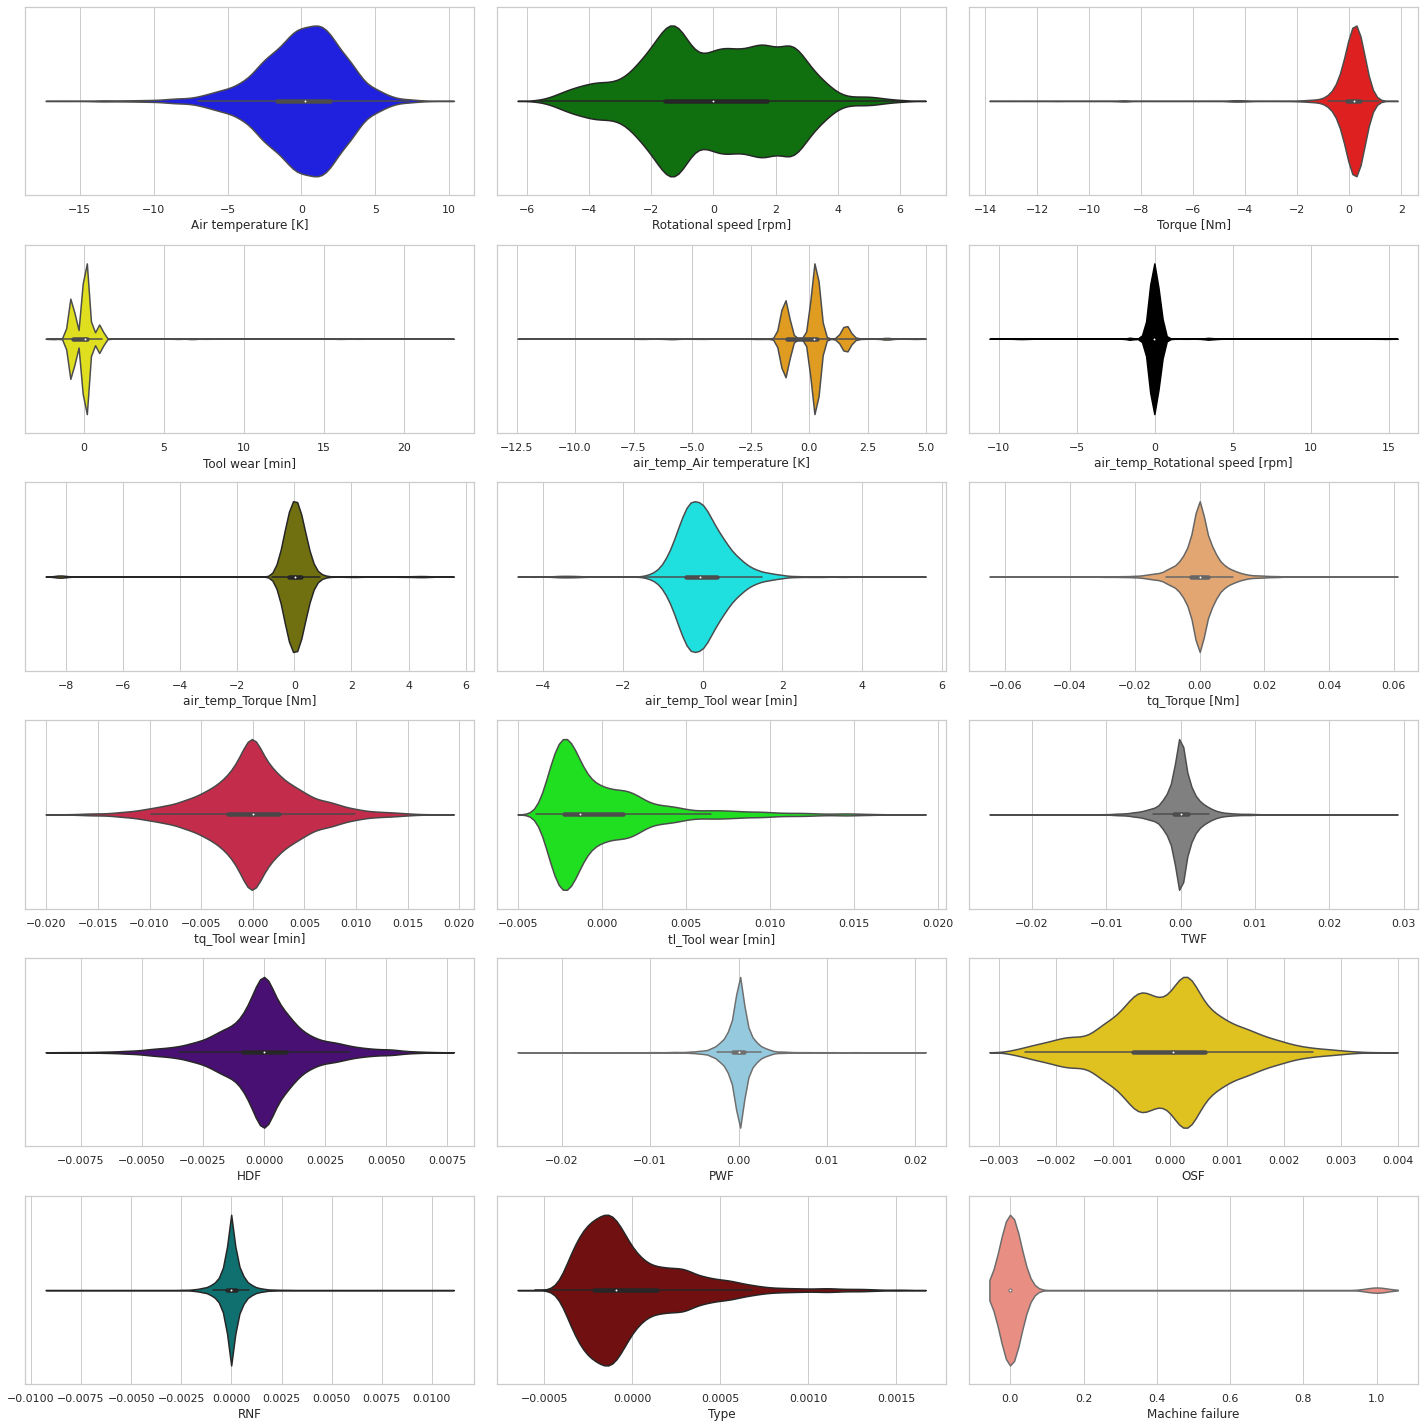 −15 −10 −5 0 5 10
Air temperature [K]
−6 −4 −2 0 2 4 6
Rotational speed [rpm]
−14 −12 −10 −8 −6 −4 −2 0 2
Torque [Nm]
0 5 10 15 20
Tool wear [min]
−12.5 −10.0 −7.5 −5.0 −2.5 0.0 2.5 5.0
air_temp_Air temperature [K]
−10 −5 0 5 10 15
air_temp_Rotational speed [rpm]
−8 −6 −4 −2 0 2 4 6
air_temp_Torque [Nm]
−4 −2 0 2 4 6
air_temp_Tool wear [min]
−0.06 −0.04 −0.02 0.00 0.02 0.04 0.06
tq_Torque [Nm]
−0.020 −0.015 −0.010 −0.005 0.000 0.005 0.010 0.015 0.020
tq_Tool wear [min]
−0.005 0.000 0.005 0.010 0.015 0.020
tl_Tool wear [min]
−0.02 −0.01 0.00 0.01 0.02 0.03
TWF
−0.0075 −0.0050 −0.0025 0.0000 0.0025 0.0050 0.0075
HDF
−0.02 −0.01 0.00 0.01 0.02
PWF
−0.003 −0.002 −0.001 0.000 0.001 0.002 0.003 0.004
OSF
−0.0100 −0.0075 −0.0050 −0.0025 0.0000 0.0025 0.0050 0.0075 0.0100
RNF
−0.0005 0.0000 0.0005 0.0010 0.0015
Type
0.0 0.2 0.4 0.6 0.8 1.0
Machine failure